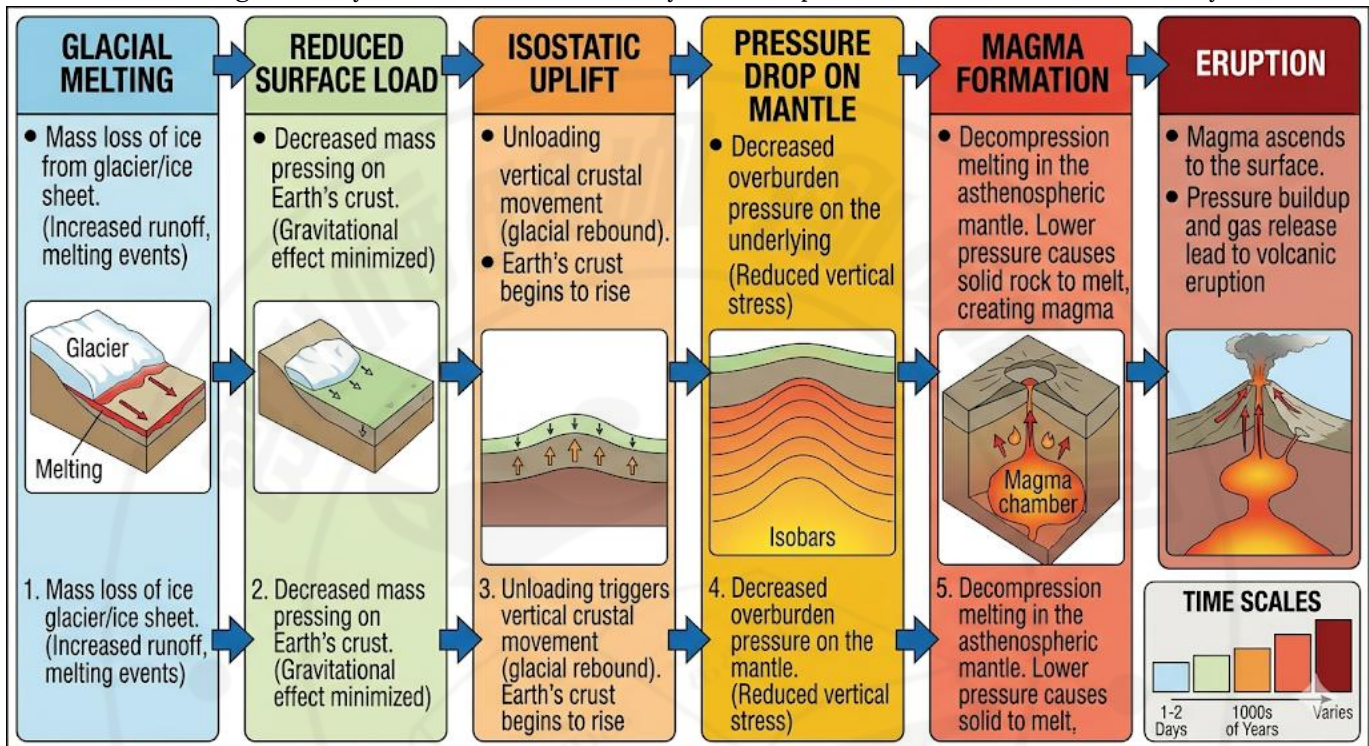 GLACIAL
MELTING
REDUCED
SURFACE LOAD
ISOSTATIC
UPLIFT
PRESSURE
DROP ON
MANTLE
MAGMA
FORMATION
ERUPTION
• Mass loss of ice
from glacier/ice
sheet.
(Increased runoff,
melting events)
• Decreased mass
pressing on
Earth's crust.
(Gravitational
effect minimized)
• Unloading
vertical crustal
movement
(glacial rebound).
• Earth's crust
begins to rise
• Decreased
overburden
pressure on the
underlying
(Reduced vertical
stress)
• Decompression
melting in the
asthenospheric
mantle. Lower
pressure causes
solid rock to melt,
creating magma
• Magma ascends
to the surface.
• Pressure buildup
and gas release
lead to volcanic
eruption
Glacier
Melting
Isobars
Magma
chamber
1. Mass loss of ice
glacier/ice sheet.
(Increased runoff,
melting events)
2. Decreased mass
pressing on
Earth's crust.
(Gravitational
effect minimized)
3. Unloading triggers
vertical crustal
movement
(glacial rebound).
Earth's crust
begins to rise
4. Decreased
overburden
pressure on the
mantle.
(Reduced vertical
stress)
5. Decompression
melting in the
asthenospheric
mantle. Lower
pressure causes
solid to melt,
TIME SCALES
1-2
Days
1000s
of Years
Varies